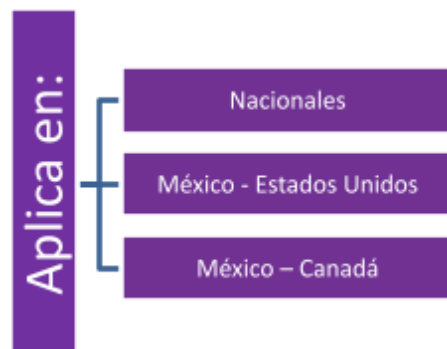 Aplica en:
Nacionales
México - Estados Unidos
México – Canadá